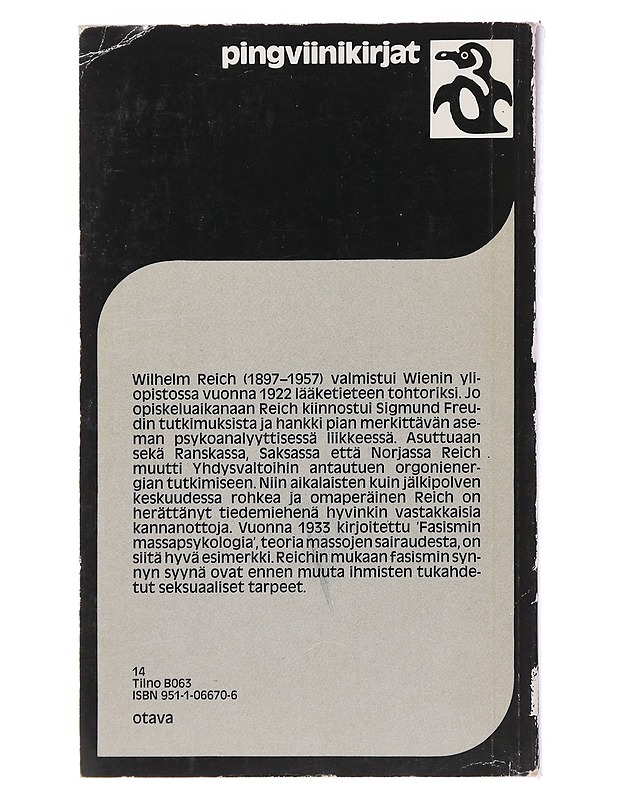 pingviinikirjat
Wilhelm Reich (1897–1957) valmistui Wienin yli-
opistossa vuonna 1922 lääketieteen tohtoriksi. Jo
opiskeluaikanaan Reich kiinnostui Sigmund Freu-
din tutkimuksista ja hankki pian merkittävän ase-
man psykoanalyyttisessä liikkeessä. Asuttuaan
sekä Ranskassa, Saksassa että Norjassa Reich
muutti Yhdysvaltoihin antautuen orgoniener-
gian tutkimiseen. Niin aikalaisten kuin jälkipolven
keskuudessa rohkea ja omaperäinen Reich on
herättänyt tiedemiehenä hyvinkin vastakkaisia
kannanottoja. Vuonna 1933 kirjoitettu 'Fasismin
massapsykologia', teoria massojen sairaudesta, on
siitä hyvä esimerkki. Reichin mukaan fasismin syn-
nyn syynä ovat ennen muuta ihmisten tukahde-
tut seksuaaliset tarpeet.
14
Tilno B063
ISBN 951-1-06670-6
otava